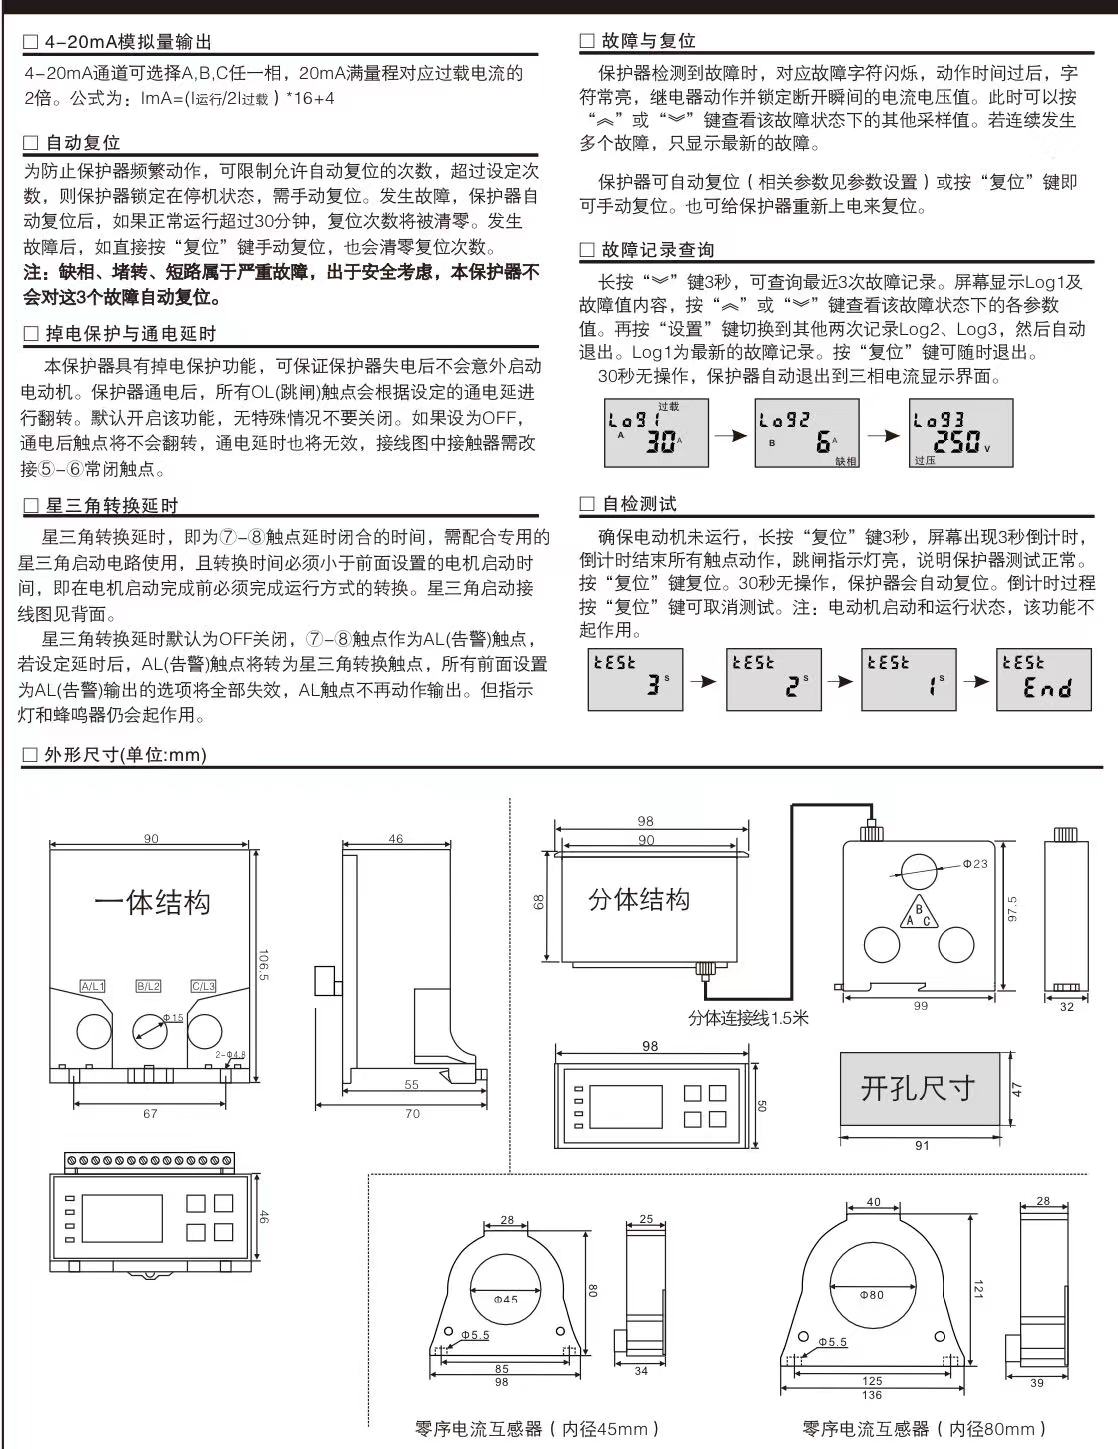 □ 4-20mA模拟量输出
4-20mA通道可选择A,B,C任一相，20mA满量程对应过载电流的
2倍。公式为：ImA=(I运行/2I过载）*16+4
□ 自动复位
为防止保护器频繁动作，可限制允许自动复位的次数，超过设定次
数，则保护器锁定在停机状态，需手动复位。发生故障，保护器自
动复位后，如果正常运行超过30分钟，复位次数将被清零。发生
故障后，如直接按“复位”键手动复位，也会清零复位次数。
注：缺相、堵转、短路属于严重故障，出于安全考虑，本保护器不
会对这3个故障自动复位。
□ 掉电保护与通电延时
本保护器具有掉电保护功能，可保证保护器失电后不会意外启动
电动机。保护器通电后，所有OL(跳闸)触点会根据设定的通电延进
行翻转。默认开启该功能，无特殊情况不要关闭。如果设为OFF，
通电后触点将不会翻转，通电延时也将无效，接线图中接触器需改
接⑤-⑥常闭触点。
□ 星三角转换延时
星三角转换延时，即为⑦-⑧触点延时闭合的时间，需配合专用的
星三角启动电路使用，且转换时间必须小于前面设置的电机启动时
间，即在电机启动完成前必须完成运行方式的转换。星三角启动接
线图见背面。
星三角转换延时默认为OFF关闭，⑦-⑧触点作为AL(告警)触点，
若设定延时后，AL(告警)触点将转为星三角转换触点，所有前面设置
为AL(告警)输出的选项将全部失效，AL触点不再动作输出。但指示
灯和蜂鸣器仍会起作用。
□ 故障与复位
保护器检测到故障时，对应故障字符闪烁，动作时间过后，字
符常亮，继电器动作并锁定断开瞬间的电流电压值。此时可以按
“︽”或“︾”键查看该故障状态下的其他采样值。若连续发生
多个故障，只显示最新的故障。
保护器可自动复位（相关参数见参数设置）或按“复位”键即
可手动复位。也可给保护器重新上电来复位。
□ 故障记录查询
长按“︾”键3秒，可查询最近3次故障记录。屏幕显示Log1及
故障值内容，按“︽”或“︾”键查看该故障状态下的各参数
值。再按“设置”键切换到其他两次记录Log2、Log3，然后自动
退出。Log1为最新的故障记录。按“复位”键可随时退出。
30秒无操作，保护器自动退出到三相电流显示界面。
Log1 过载 A 30 A
Log2 B 6 A 缺相
Log3 250 V 过压
□ 自检测试
确保电动机未运行，长按“复位”键3秒，屏幕出现3秒倒计时，
倒计时结束所有触点动作，跳闸指示灯亮，说明保护器测试正常。
按“复位”键复位。30秒无操作，保护器会自动复位。倒计时过程
按“复位”键可取消测试。注：电动机启动和运行状态，该功能不
起作用。
tESt 3 S
tESt 2 S
tESt 1 S
tESt End
□ 外形尺寸(单位:mm)
90
一体结构
A/L1 B/L2 C/L3
Φ15
2-Φ4.8
106.5
67
46
55
70
46
98
90
分体结构
89
分体连接线1.5米
Φ23
B
A C
97.5
99
32
98
50
开孔尺寸
47
91
28
Φ45
Φ5.5
80
85
98
25
34
零序电流互感器（内径45mm）
40
Φ80
Φ5.5
121
125
136
28
39
零序电流互感器（内径80mm）